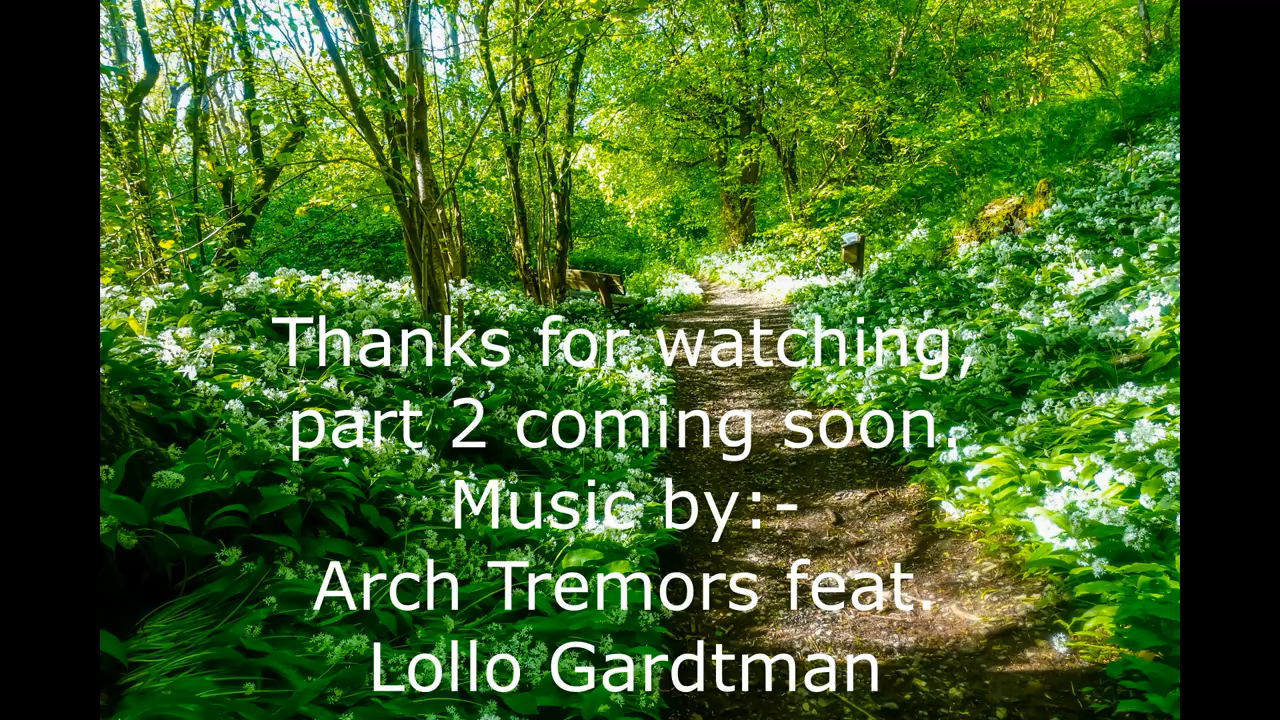 Thanks for watching,
part 2 coming soon.
Music by:-
Arch Tremors feat.
Lollo Gardtman